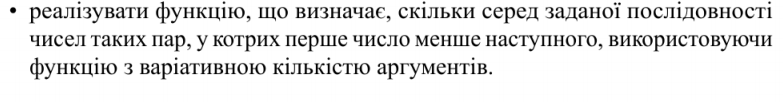 • реалізувати функцію, що визначає, скільки серед заданої послідовності
чисел таких пар, у котрих перше число менше наступного, використовуючи
функцію з варіативною кількістю аргументів.